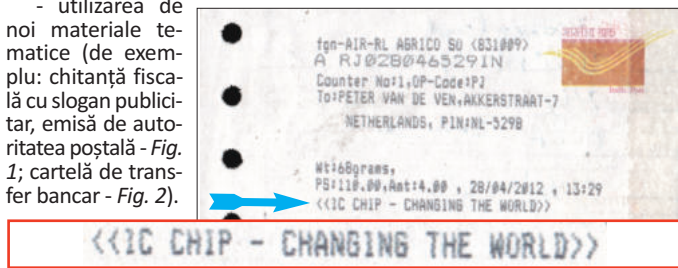 - utilizarea de
noi materiale te-
matice (de exem-
plu: chitanță fisca-
lă cu slogan publici-
tar, emisă de auto-
ritatea poștală - Fig.
1; cartelă de trans-
fer bancar - Fig. 2).
fgn-AIR-RL AGRICO SO <831009>
A RJ028046529IN
Counter No:1,OP-Code:PJ
To:PETER VAN DE VEN,AKKERSTRAAT-7
NETHERLANDS, PIN:NL-5298
Wt:68grams,
PS:110.00,Amt:4.00 , 28/04/2012 , 13:29
<<IC CHIP - CHANGING THE WORLD>>
<<IC CHIP - CHANGING THE WORLD>>